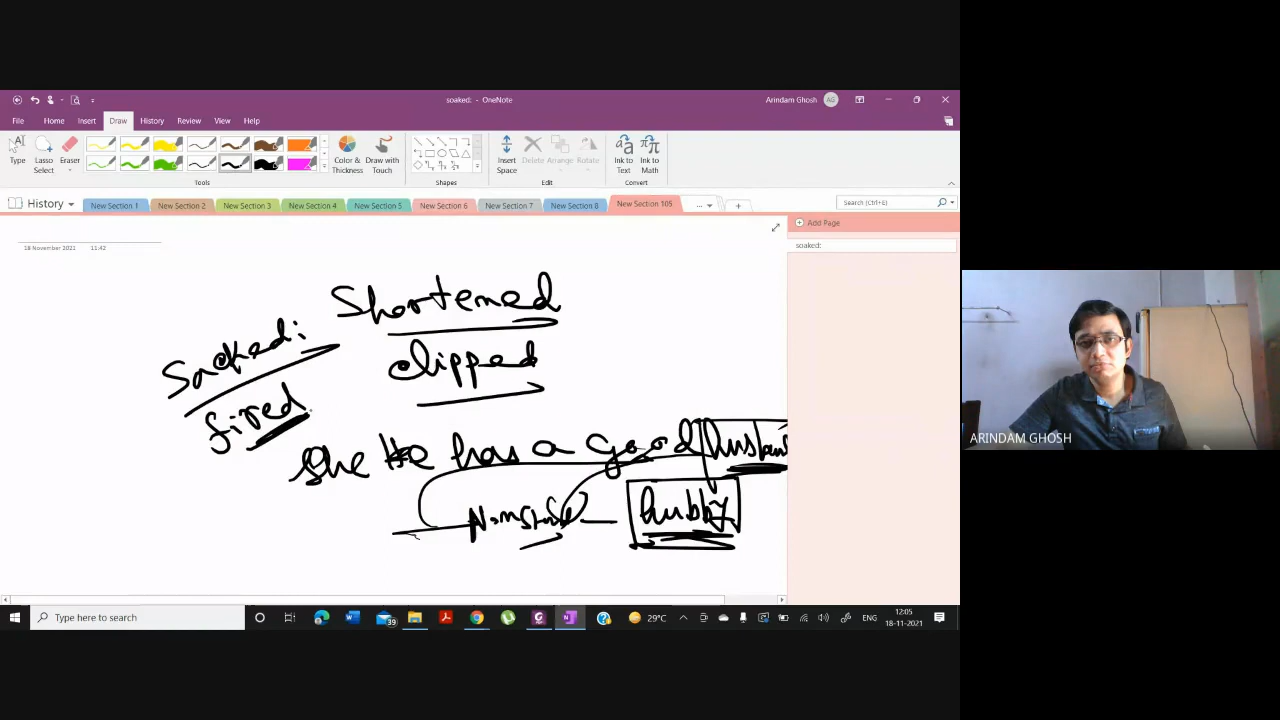 soaked: - OneNote
Arindam Ghosh
AG
File Home Insert Draw History Review View Help
Type
Lasso Select
Eraser
Color & Thickness
Draw with Touch
Insert Space
Delete
Arrange
Rotate
Ink to Text
Ink to Math
Tools
Shapes
Edit
Convert
History
New Section 1
New Section 2
New Section 3
New Section 4
New Section 5
New Section 6
New Section 7
New Section 8
New Section 105
Search (Ctrl+E)
Add Page
soaked:
18 November 2021 11:42
Shortened
Sacked:
clipped
fired
She He has a good
hubby
ARINDAM GHOSH
Type here to search
39
29°C
ENG
12:05
18-11-2021